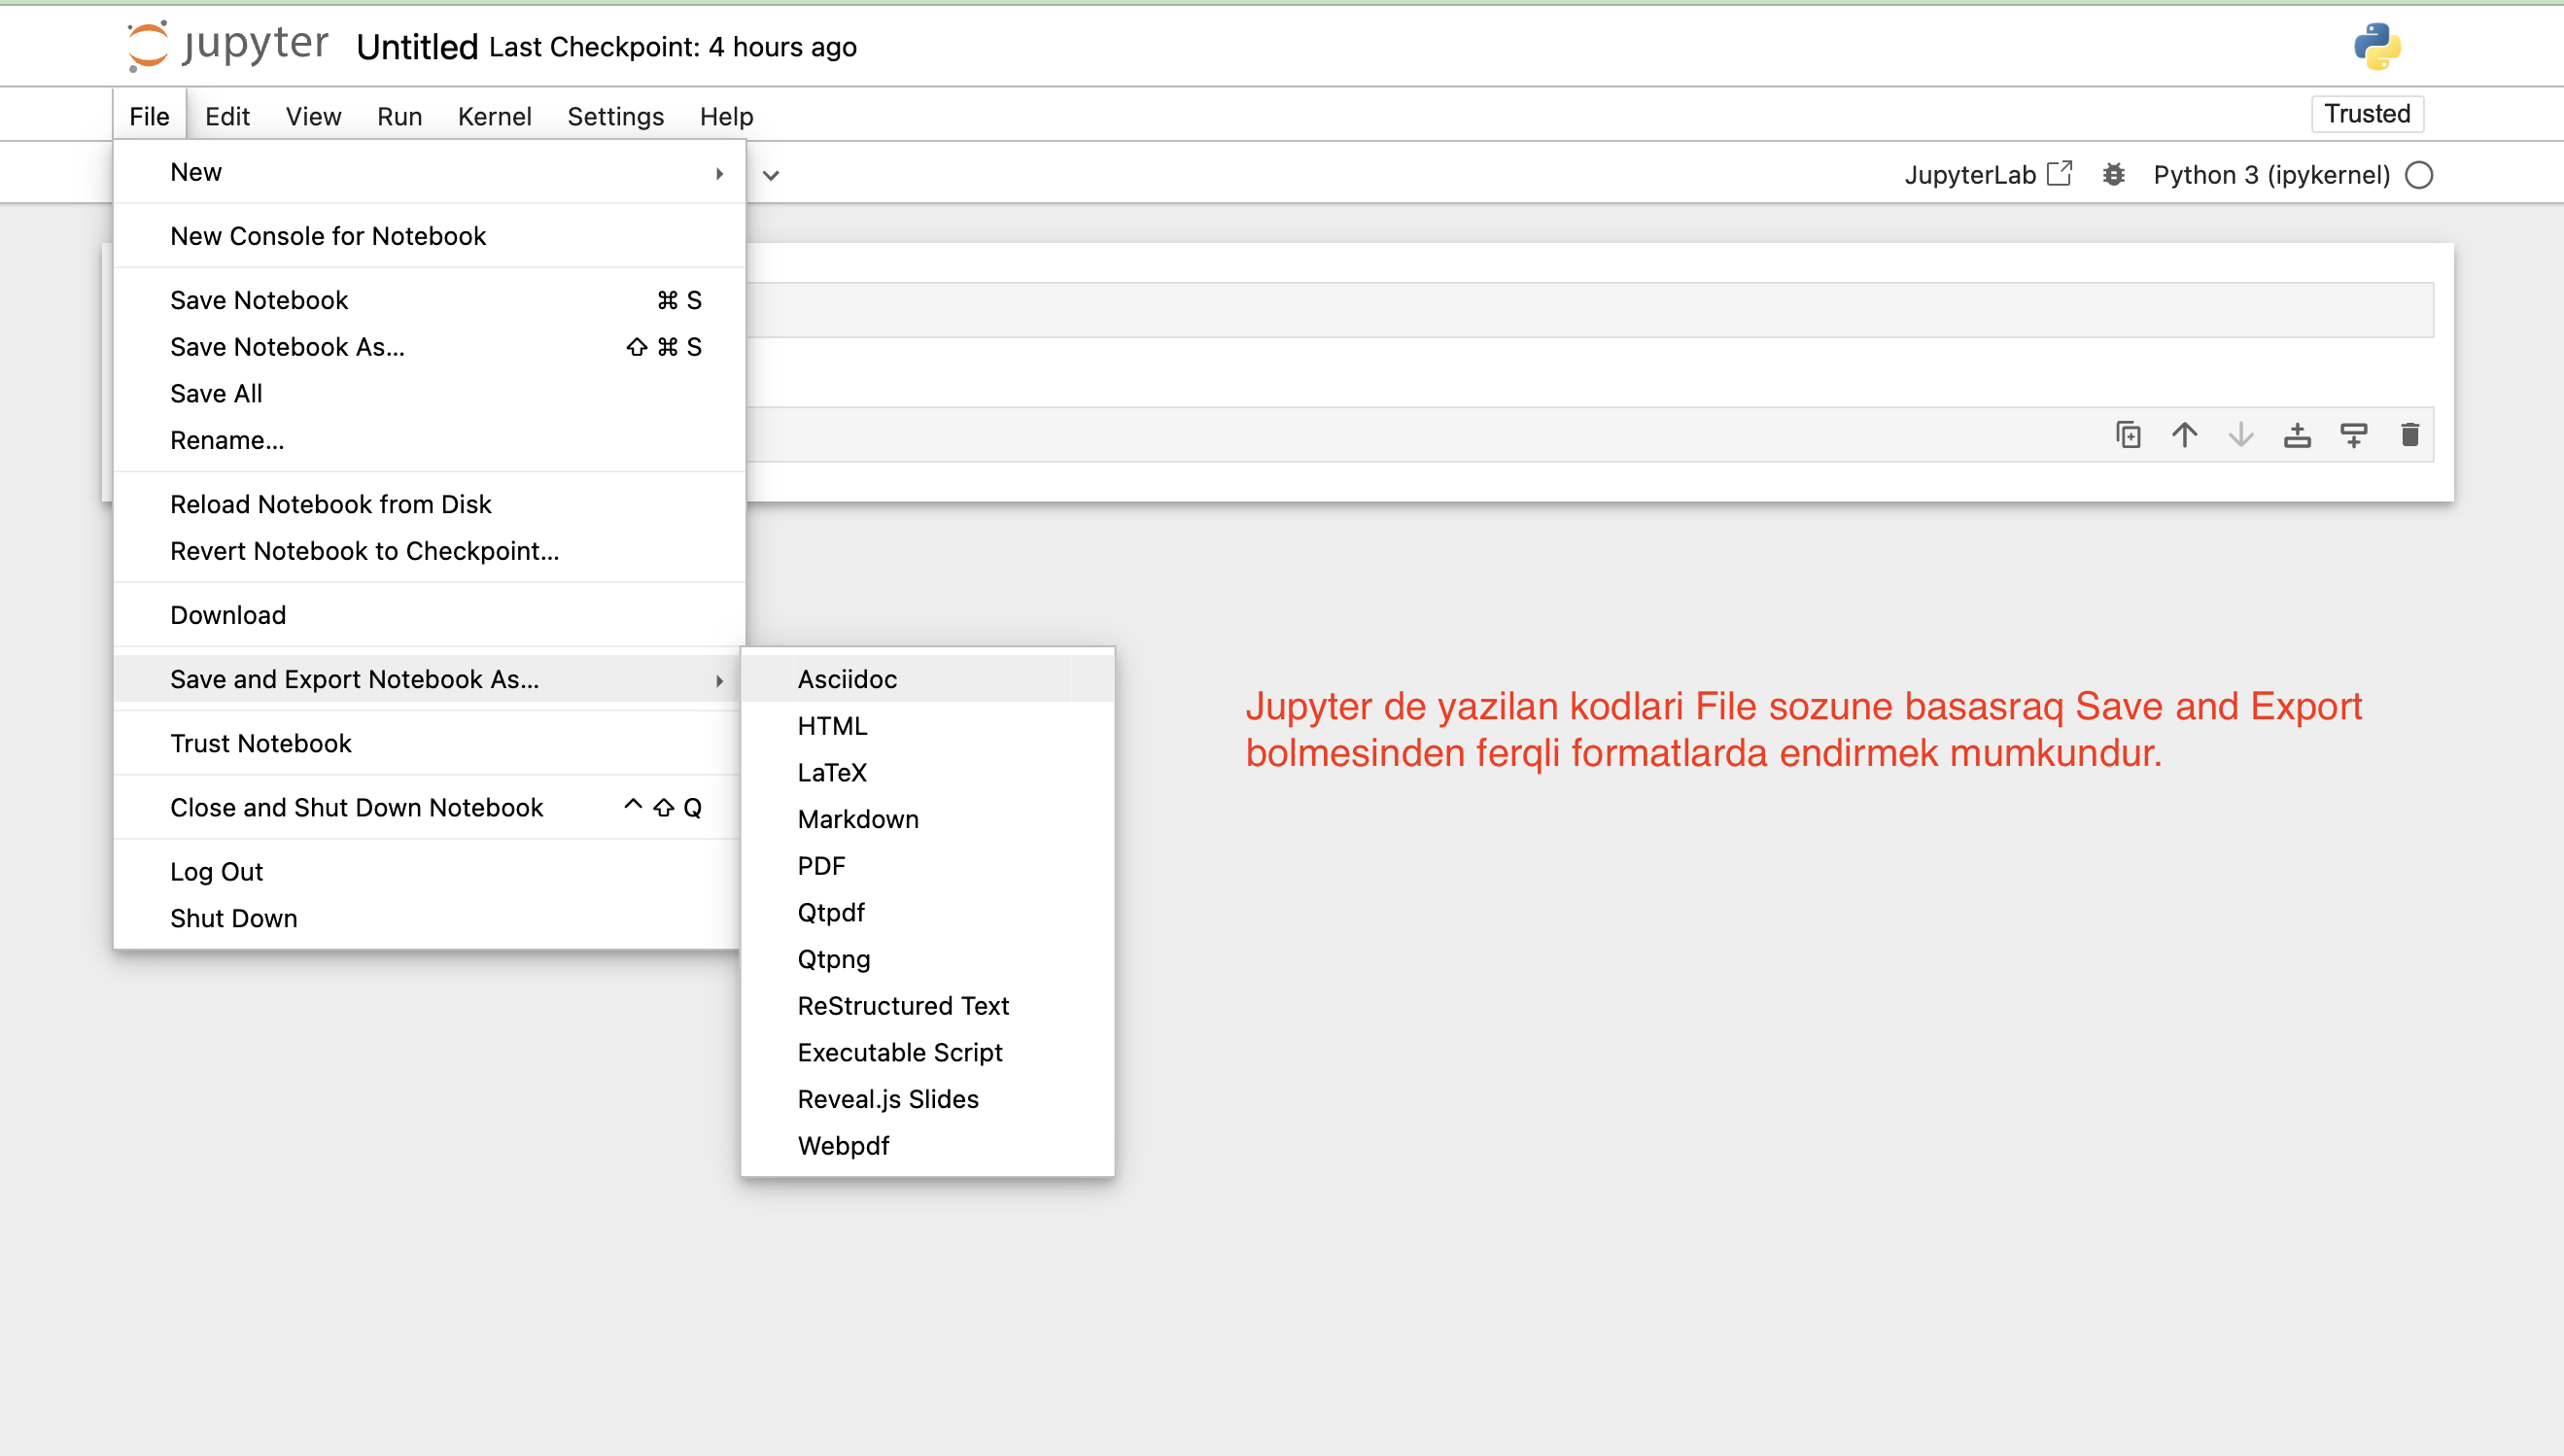 jupyter Untitled Last Checkpoint: 4 hours ago
File Edit View Run Kernel Settings Help Trusted
JupyterLab Python 3 (ipykernel)
New
New Console for Notebook
Save Notebook ⌘ S
Save Notebook As... ⇧ ⌘ S
Save All
Rename...
Reload Notebook from Disk
Revert Notebook to Checkpoint...
Download
Save and Export Notebook As...
Trust Notebook
Close and Shut Down Notebook ^ ⇧ Q
Log Out
Shut Down
Asciidoc
HTML
LaTeX
Markdown
PDF
Qtpdf
Qtpng
ReStructured Text
Executable Script
Reveal.js Slides
Webpdf
Jupyter de yazilan kodlari File sozune basasraq Save and Export
bolmesinden ferqli formatlarda endirmek mumkundur.